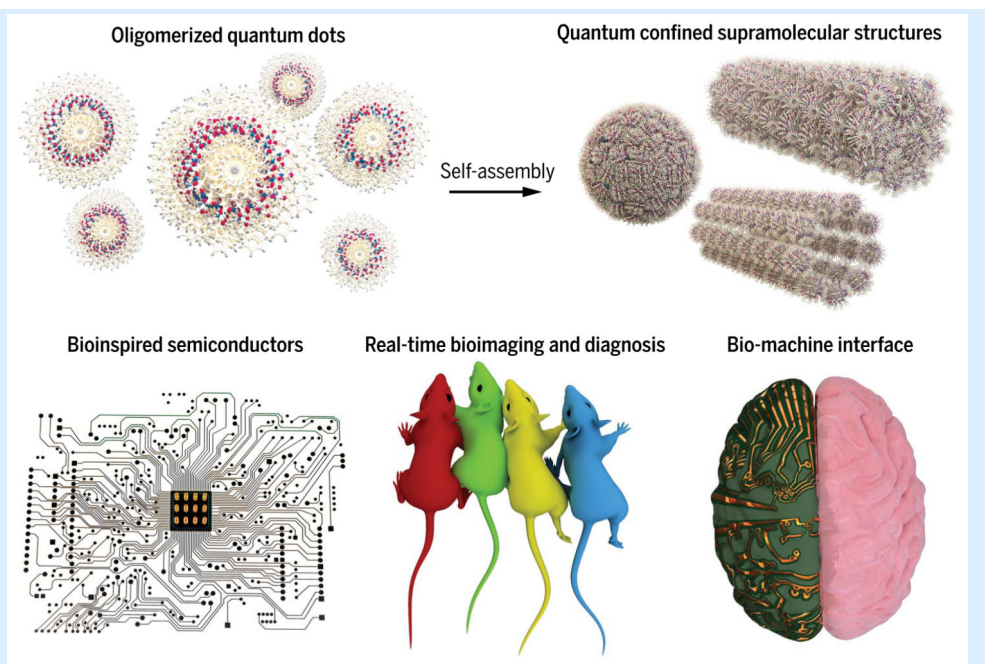 Oligomerized quantum dots
Quantum confined supramolecular structures
Self-assembly
Bioinspired semiconductors
Real-time bioimaging and diagnosis
Bio-machine interface